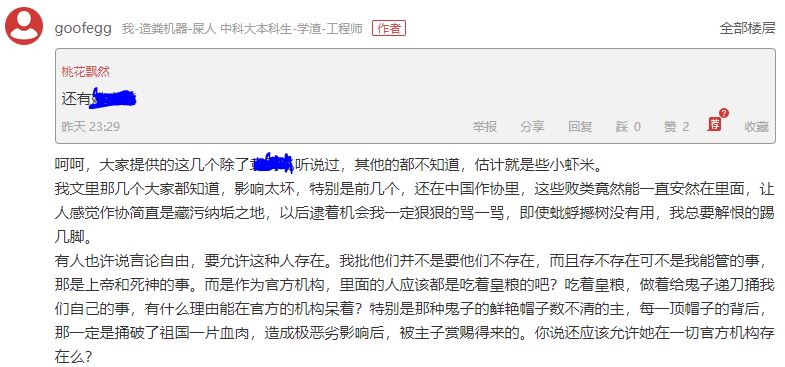 goofegg 我-造粪机器-屎人 中科大本科生-学渣-工程师 作者 全部楼层
桃花飘然
还有
昨天 23:29 举报 分享 回复 踩 0 赞 2 荐 ? 收藏
呵呵，大家提供的这几个除了 听说过，其他的都不知道，估计就是些小虾米。
我文里那几个大家都知道，影响太坏，特别是前几个，还在中国作协里，这些败类竟然能一直安然在里面，让
人感觉作协简直是藏污纳垢之地，以后逮着机会我一定狠狠的骂一骂，即使蚍蜉撼树没有用，我总要解恨的踢
几脚。
有人也许说言论自由，要允许这种人存在。我批他们并不是要他们不存在，而且存不存在可不是我能管的事，
那是上帝和死神的事。而是作为官方机构，里面的人应该都是吃着皇粮的吧？吃着皇粮，做着给鬼子递刀捅我
们自己的事，有什么理由能在官方的机构呆着？特别是那种鬼子的鲜艳帽子数不清的主，每一顶帽子的背后，
那一定是捅破了祖国一片血肉，造成极恶劣影响后，被主子赏赐得来的。你说还应该允许她在一切官方机构存
在么？